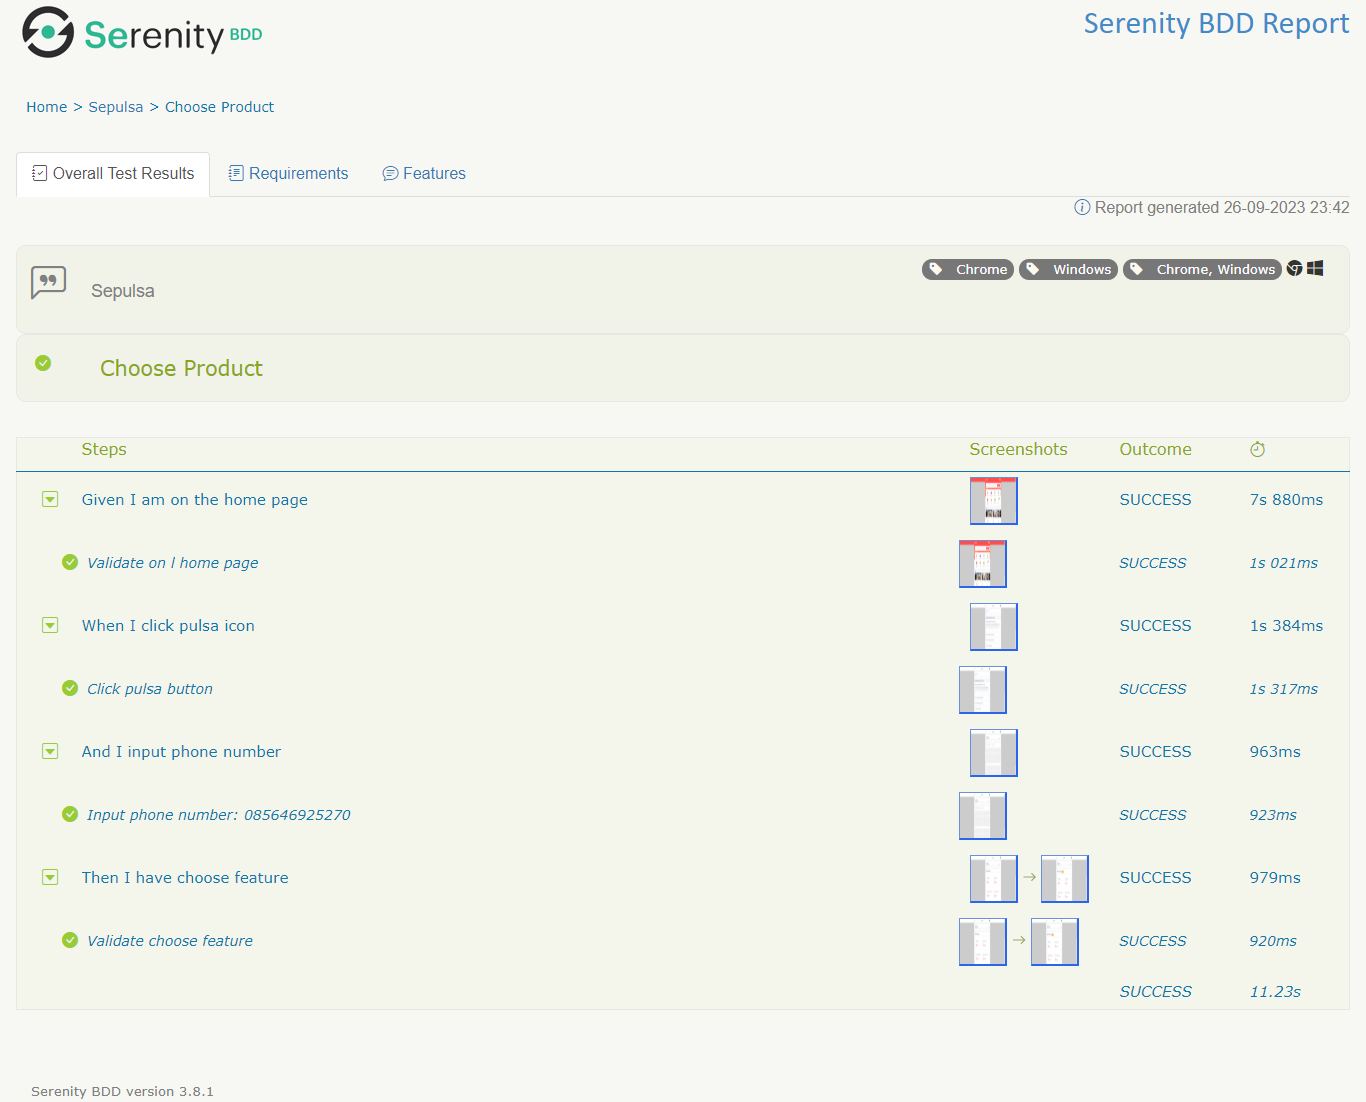 Serenity BDD
Serenity BDD Report
Home > Sepulsa > Choose Product
Overall Test Results
Requirements
Features
Report generated 26-09-2023 23:42
Sepulsa
Chrome
Windows
Chrome, Windows
Choose Product
Steps Screenshots Outcome
Given I am on the home page SUCCESS 7s 880ms
Validate on l home page SUCCESS 1s 021ms
When I click pulsa icon SUCCESS 1s 384ms
Click pulsa button SUCCESS 1s 317ms
And I input phone number SUCCESS 963ms
Input phone number: 085646925270 SUCCESS 923ms
Then I have choose feature SUCCESS 979ms
Validate choose feature SUCCESS 920ms
SUCCESS 11.23s
Serenity BDD version 3.8.1